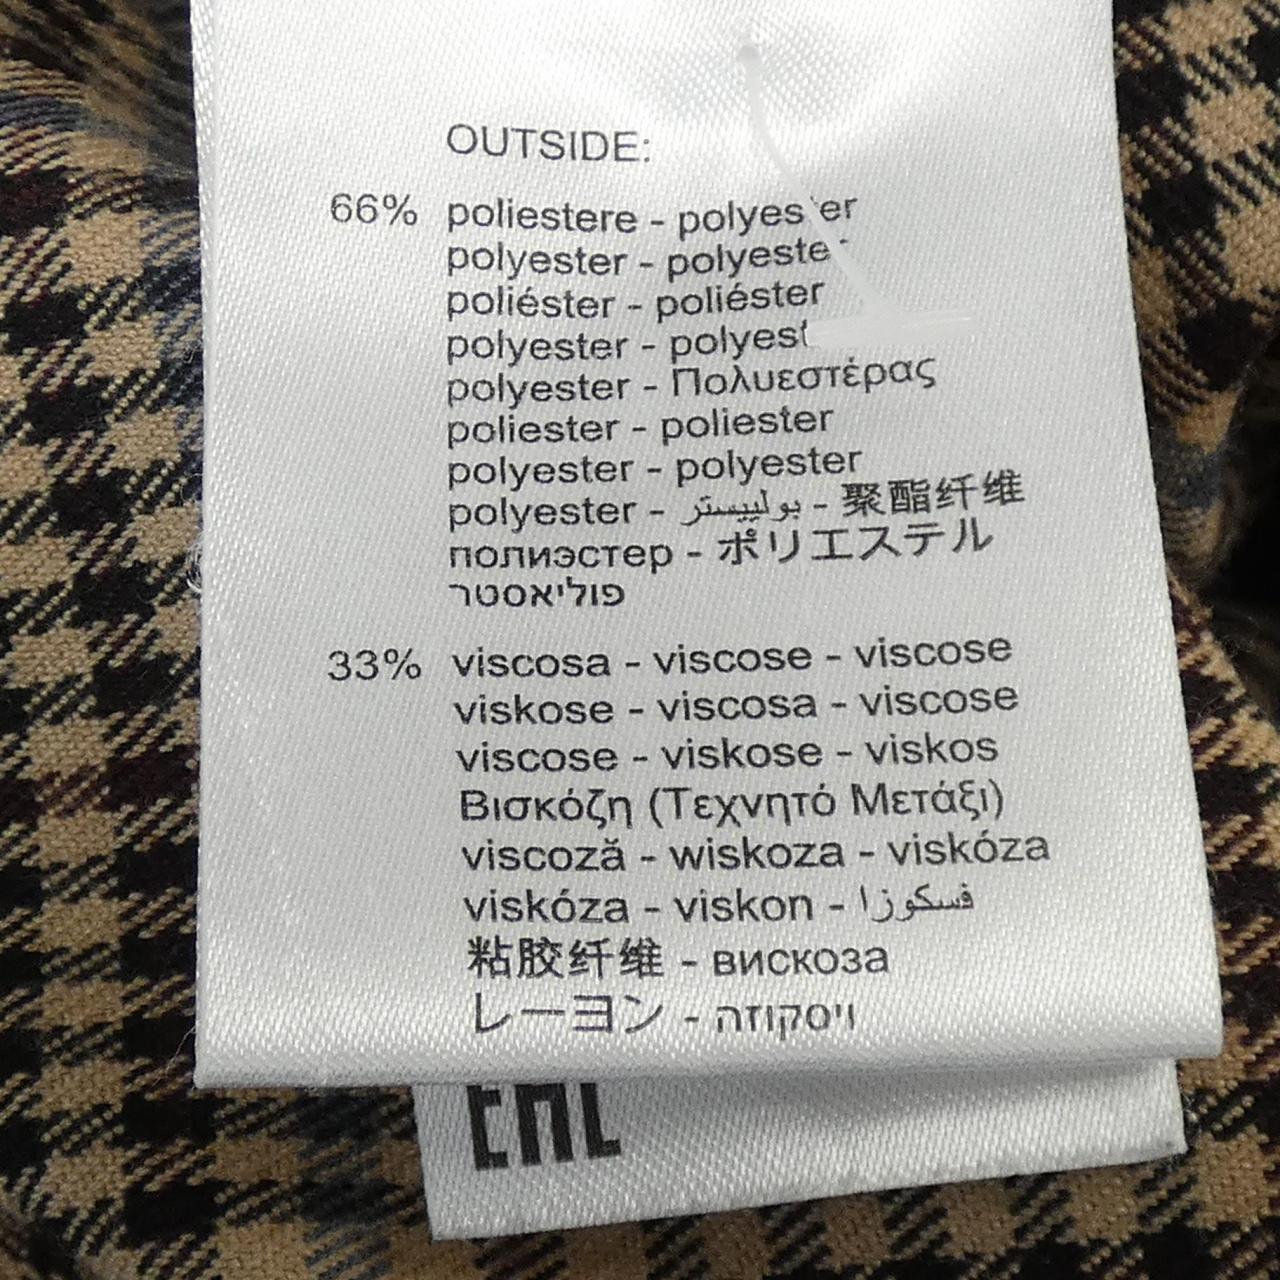 OUTSIDE:
66% poliestere - polyester
polyester - polyester
poliéster - poliéster
polyester - polyest
polyester - Πολυεστέρας
poliester - poliester
polyester - polyester
polyester - بولييستر - 聚酯纤维
полиэстер - ポリエステル
פוליאסטר
33% viscosa - viscose - viscose
viskose - viscosa - viscose
viscose - viskose - viskos
Βισκόζη (Τεχνητό Μετάξι)
viscoză - wiskoza - viskóza
viskóza - viskon - فسكوزا
粘胶纤维 - вискоза
レーヨン - ויסקוזה